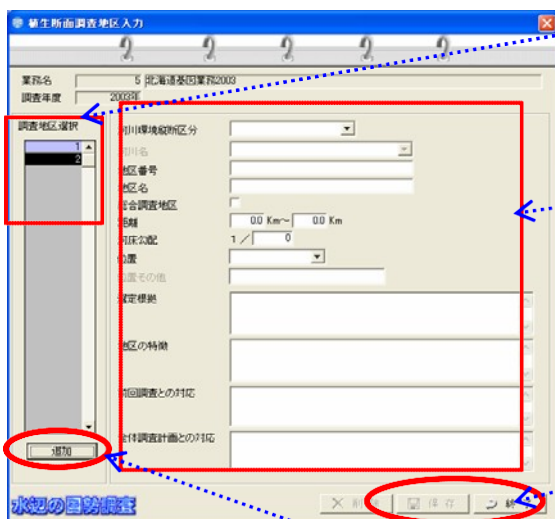 植生断面調査地区入力
業務名 5 北海道基図業務2003
調査年度 2003年
調査地区選択
1
2
河川環境縦断区分
河川名
地区番号
地区名
総合調査地区
距離 0.0 Km～ 0.0 Km
河床勾配 1／ 0
位置
位置その他
選定根拠
地区の特徴
前回調査との対応
全体調査計画との対応
追加
水辺の国勢調査
削
保存
終